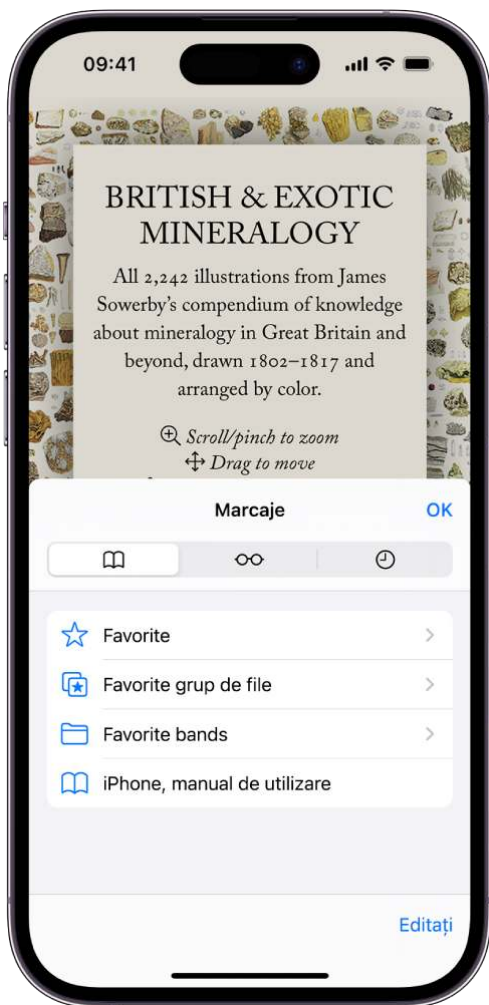 09:41
BRITISH & EXOTIC
MINERALOGY
All 2,242 illustrations from James
Sowerby's compendium of knowledge
about mineralogy in Great Britain and
beyond, drawn 1802–1817 and
arranged by color.
Scroll/pinch to zoom
Drag to move
Marcaje
OK
Favorite
Favorite grup de file
Favorite bands
iPhone, manual de utilizare
Editați